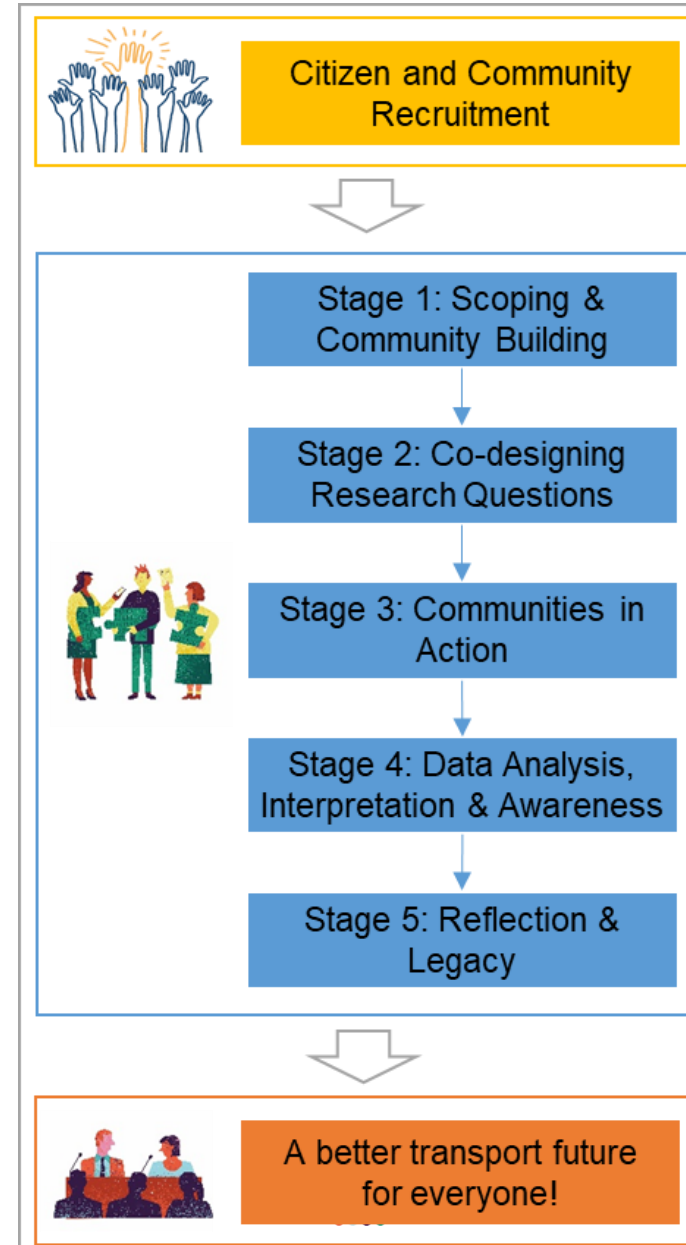 Citizen and Community
Recruitment
Stage 1: Scoping &
Community Building
Stage 2: Co-designing
Research Questions
Stage 3: Communities in
Action
Stage 4: Data Analysis,
Interpretation & Awareness
Stage 5: Reflection &
Legacy
A better transport future
for everyone!